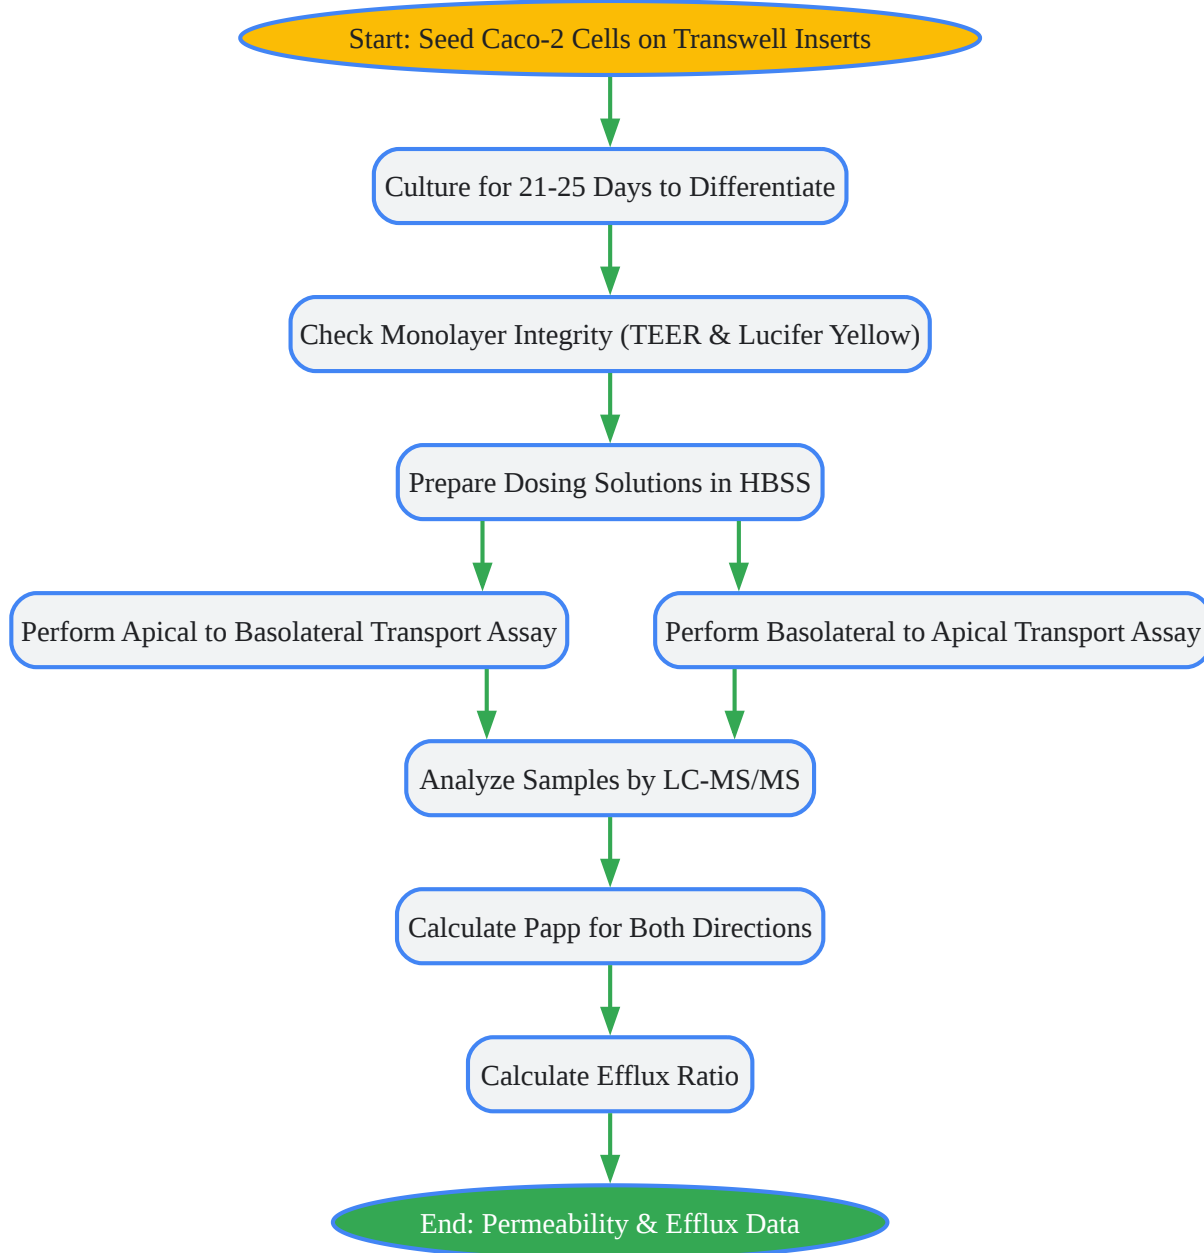 Start: Seed Caco-2 Cells on Transwell Inserts
Culture for 21-25 Days to Differentiate
Check Monolayer Integrity (TEER & Lucifer Yellow)
Prepare Dosing Solutions in HBSS
Perform Apical to Basolateral Transport Assay
Perform Basolateral to Apical Transport Assay
Analyze Samples by LC-MS/MS
Calculate Papp for Both Directions
Calculate Efflux Ratio
End: Permeability & Efflux Data